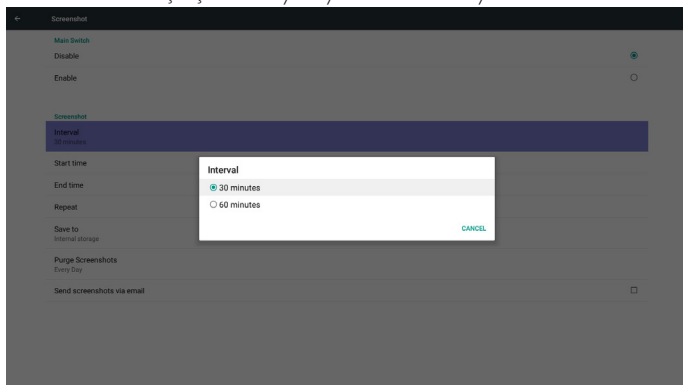 Screenshot
Main Switch
Disable
Enable
Screenshot
Interval
30 minutes
Start time
End time
Repeat
Save to
Internal storage
Purge Screenshots
Every Day
Send screenshots via email
Interval
30 minutes
60 minutes
CANCEL